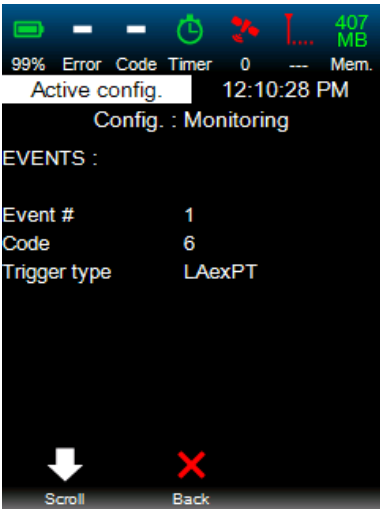 407
MB
99% Error Code Timer 0 --- Mem.
Active config. 12:10:28 PM
Config. : Monitoring
EVENTS :
Event # 1
Code 6
Trigger type LAexPT
Scroll Back